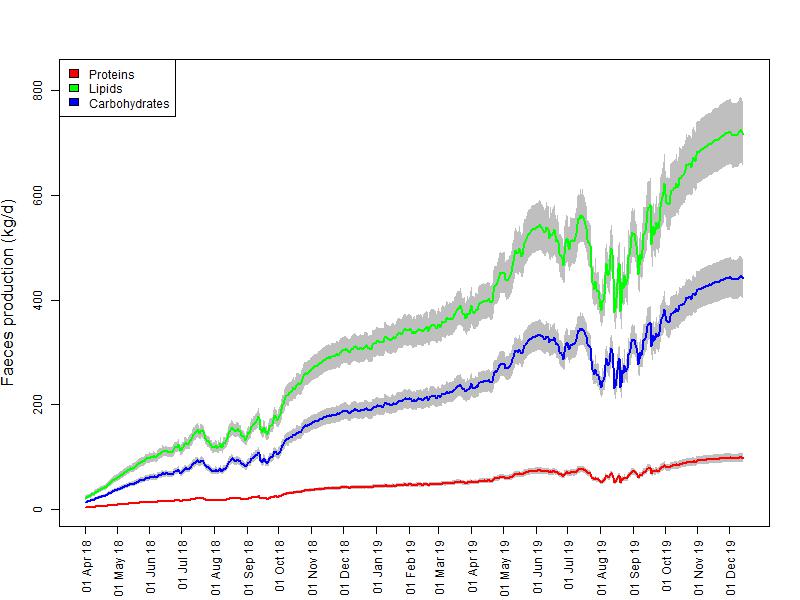 Proteins
Lipids
Carbohydrates
Faeces production (kg/d)
800
600
400
200
0
01 Apr 18
01 May 18
01 Jun 18
01 Jul 18
01 Aug 18
01 Sep 18
01 Oct 18
01 Nov 18
01 Dec 18
01 Jan 19
01 Feb 19
01 Mar 19
01 Apr 19
01 May 19
01 Jun 19
01 Jul 19
01 Aug 19
01 Sep 19
01 Oct 19
01 Nov 19
01 Dec 19